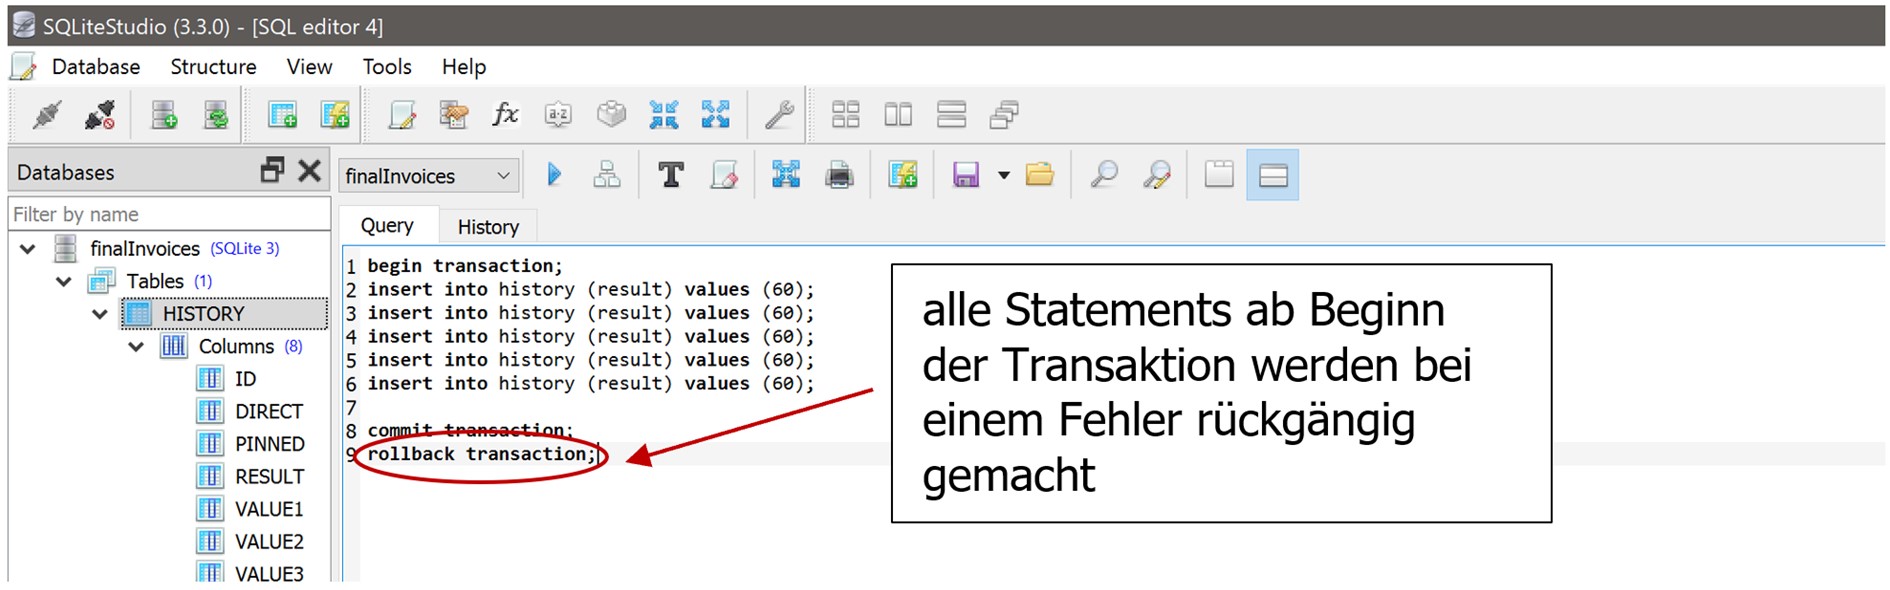 SQLiteStudio (3.3.0) - [SQL editor 4]
Database Structure View Tools Help
fx a-z
Databases
finalInvoices
T
Filter by name
Query History
finalInvoices (SQLite 3)
Tables (1)
HISTORY
Columns (8)
ID
DIRECT
PINNED
RESULT
VALUE1
VALUE2
VALUE3
1 begin transaction;
2 insert into history (result) values (60);
3 insert into history (result) values (60);
4 insert into history (result) values (60);
5 insert into history (result) values (60);
6 insert into history (result) values (60);
7
8 commit transaction;
9 rollback transaction;
alle Statements ab Beginn
der Transaktion werden bei
einem Fehler rückgängig
gemacht